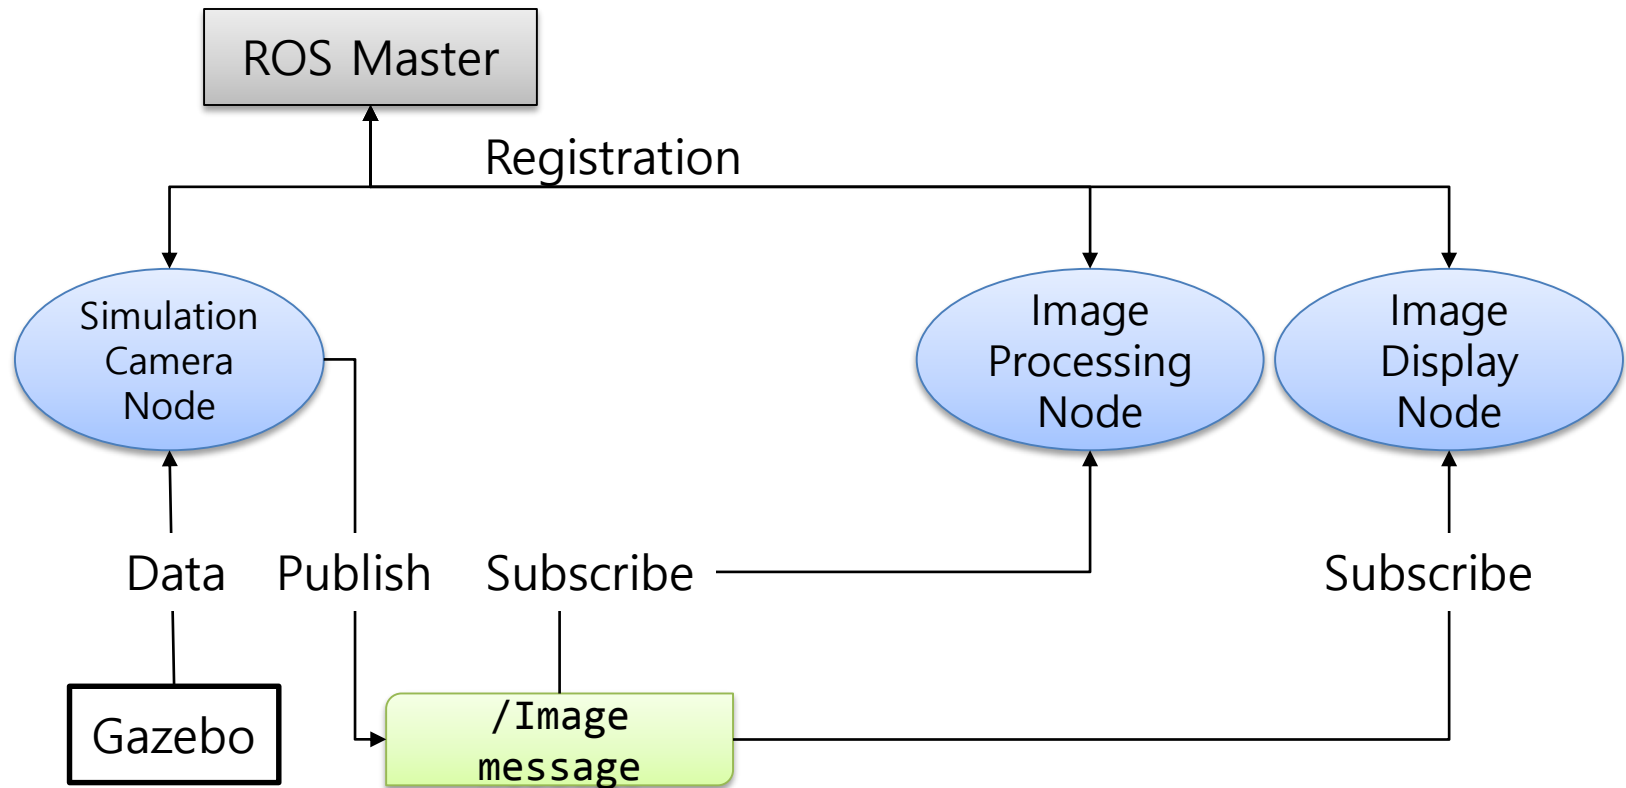 ROS Master
Registration
Simulation
Camera
Node
Image
Processing
Node
Image
Display
Node
Data
Publish
Subscribe
Subscribe
Gazebo
/Image
message